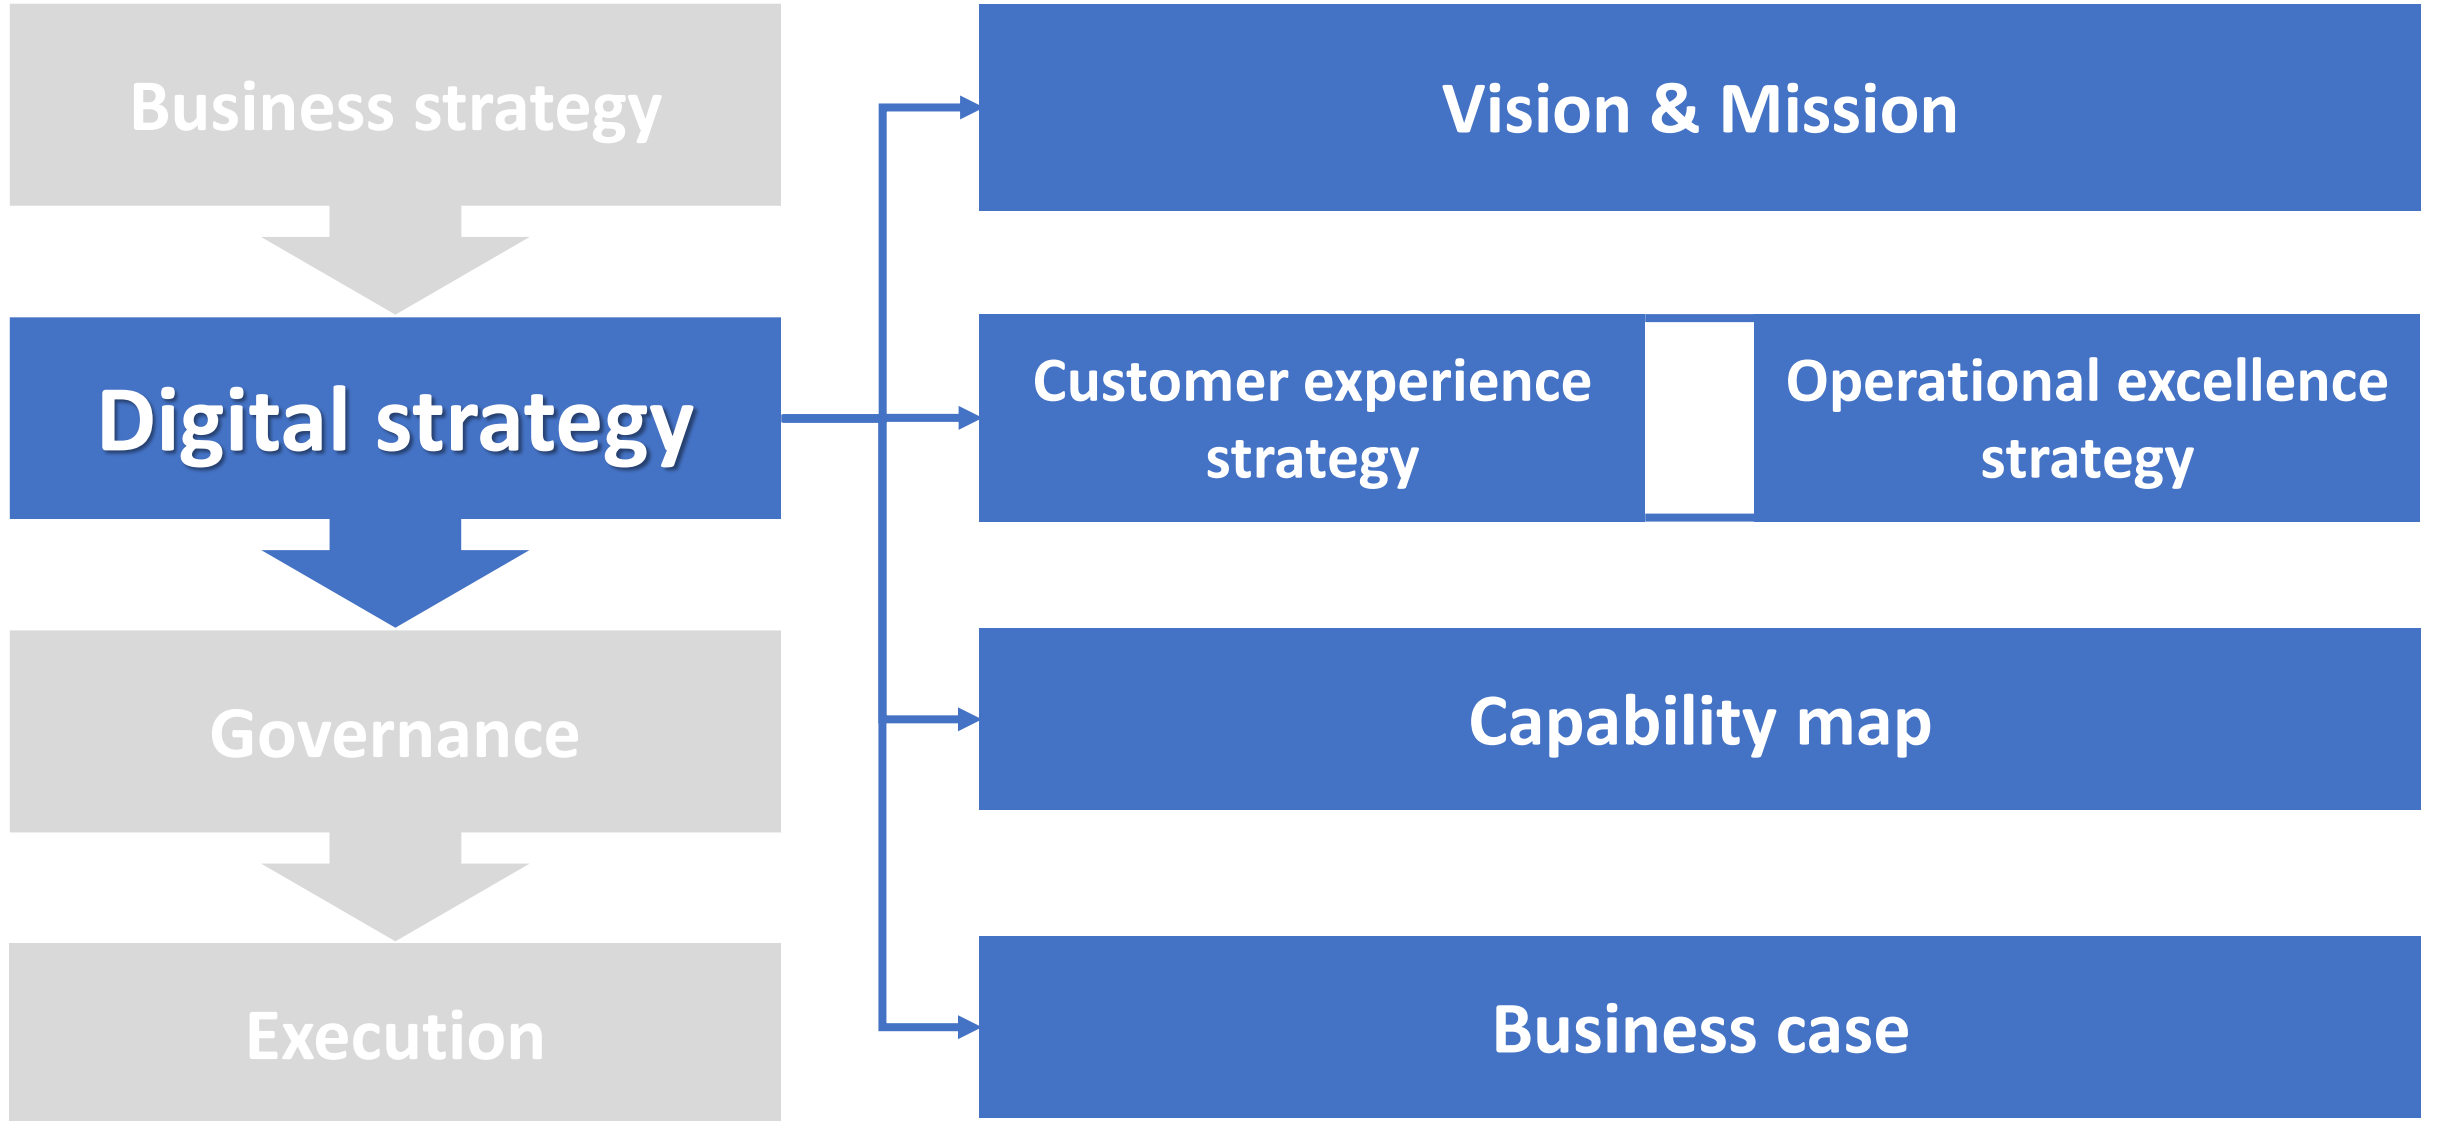 Business strategy
Digital strategy
Governance
Execution
Vision & Mission
Customer experience
strategy
Operational excellence
strategy
Capability map
Business case